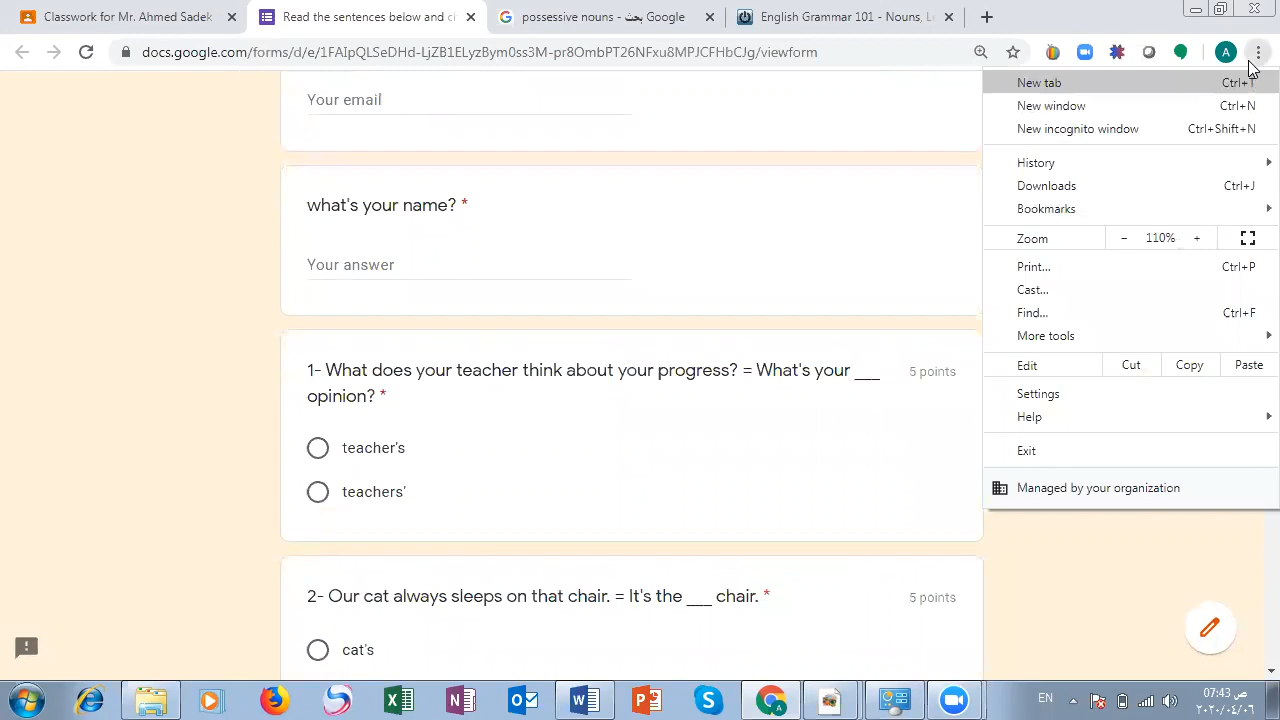 Classwork for Mr. Ahmed Sadek
Read the sentences below and cl
ressive nouns - بحث Google
English Grammar 101 - Nouns, L
docs.google.com/forms/d/e/
A
New tab Ctrl+T
New window Ctrl+N
New incognito window Ctrl+Shift+N
History
Downloads Ctrl+J
Bookmarks
Zoom − 110% +
Print... Ctrl+P
Cast...
Find... Ctrl+F
More tools
Edit Cut Copy Paste
Settings
Help
Exit
Managed by your organization
Your email
what's your name? *
Your answer
1- What does your teacher think about your progress? = What's your ___ 5 points
opinion? *
teacher's
teachers'
2- Our cat always sleeps on that chair. = It's the ___ chair. * 5 points
cat's
EN
07:43 ص
٢٠٢٠/٠٤/٠٦